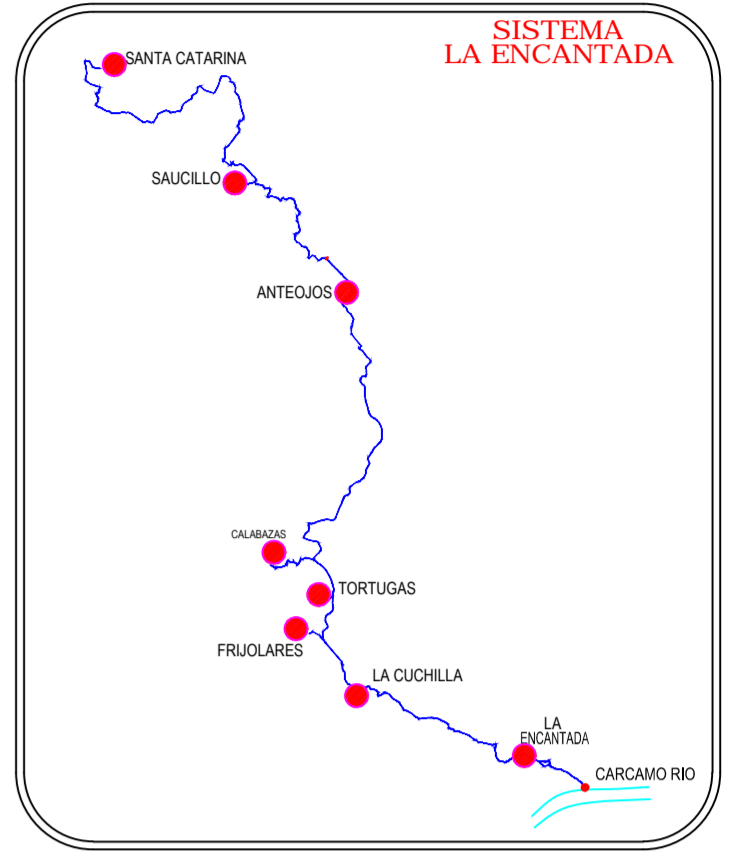 SISTEMA
LA ENCANTADA
SANTA CATARINA
SAUCILLO
ANTEOJOS
CALABAZAS
TORTUGAS
FRIJOLARES
LA CUCHILLA
LA
ENCANTADA
CARCAMO RIO